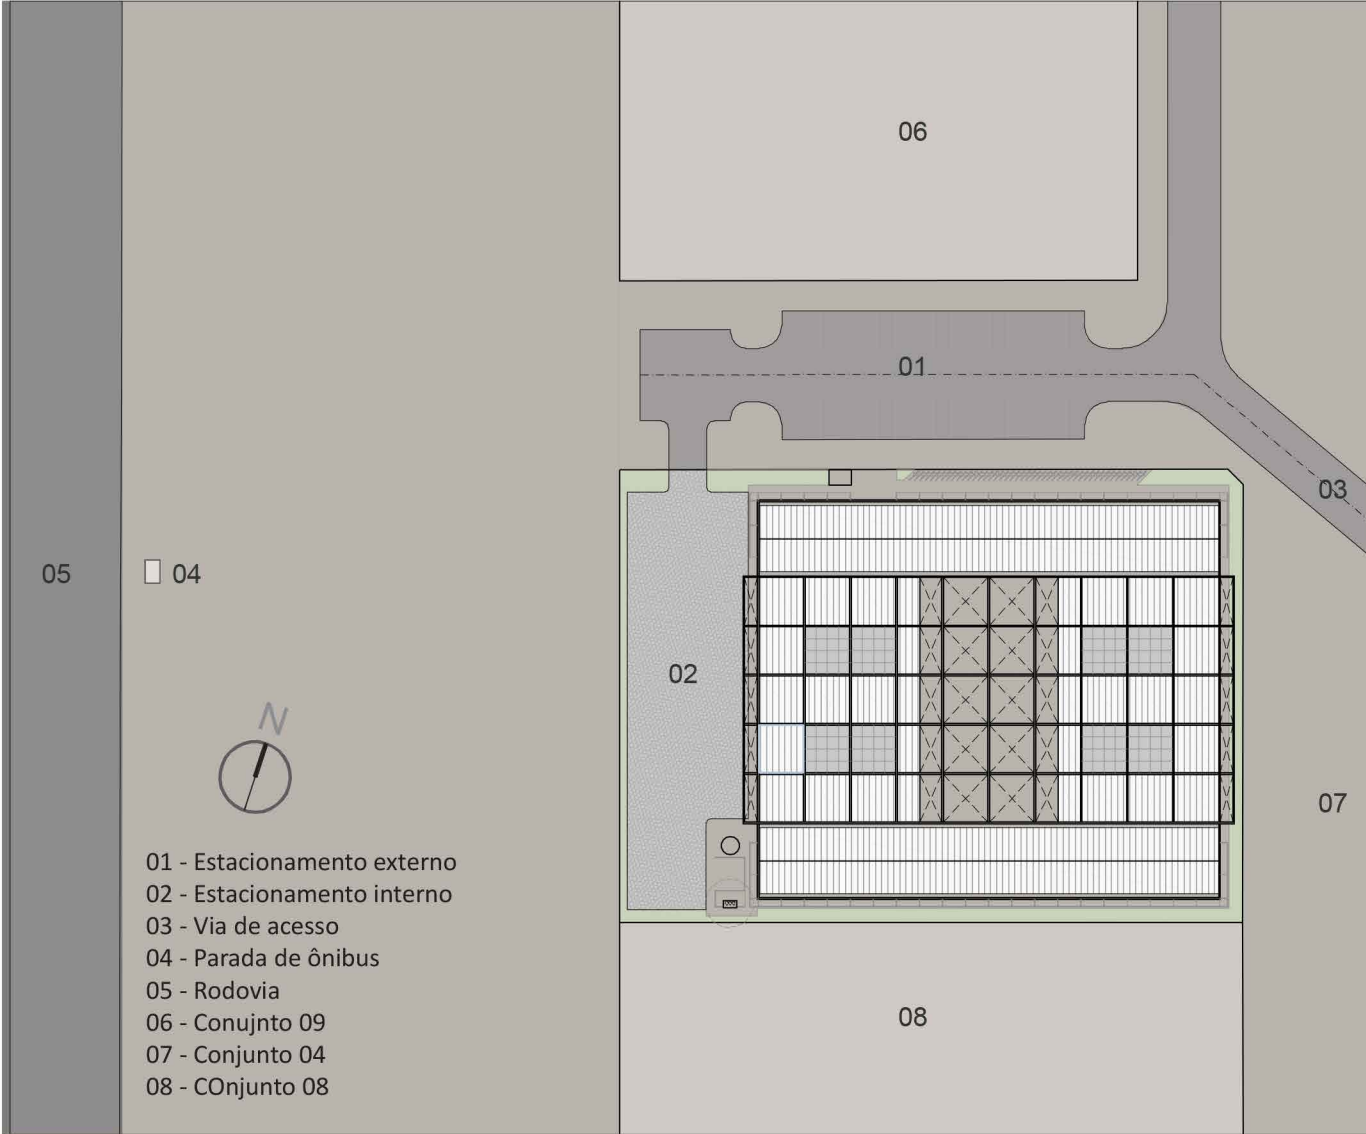 06
01
03
05
04
02
N
07
01 - Estacionamento externo
02 - Estacionamento interno
03 - Via de acesso
04 - Parada de ônibus
05 - Rodovia
06 - Conujnto 09
07 - Conjunto 04
08 - COnjunto 08
08